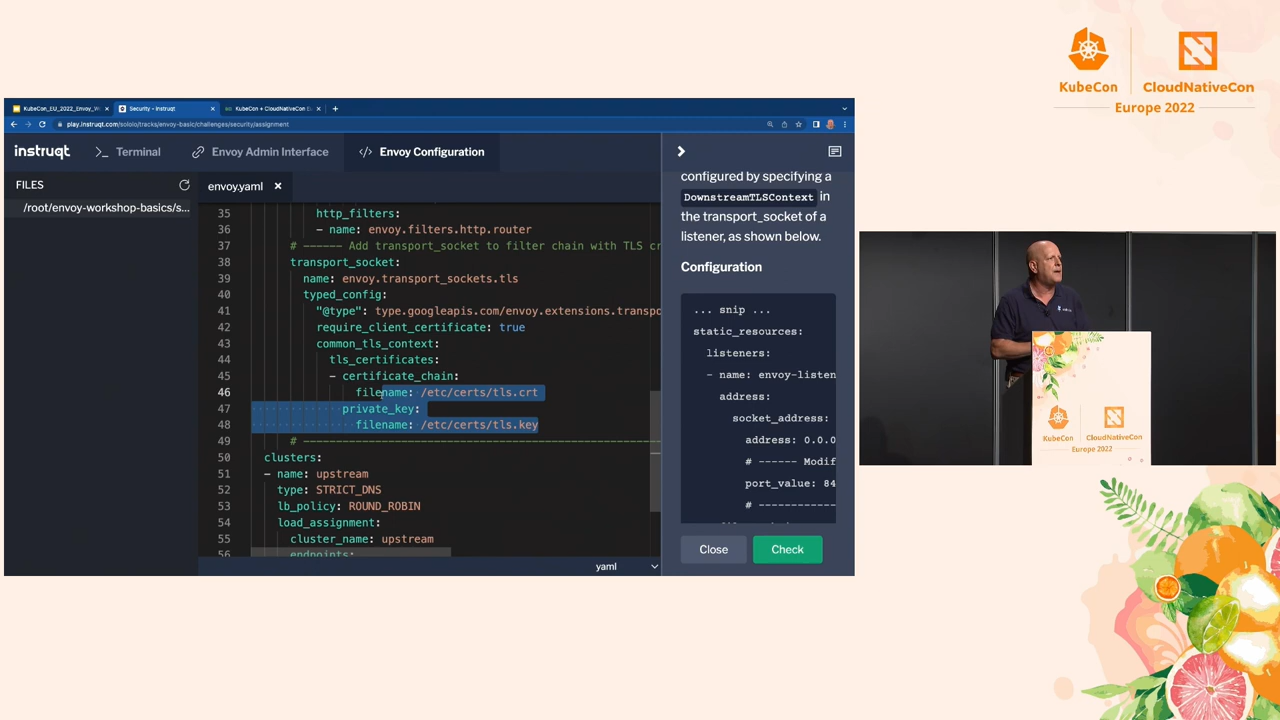 KubeCon
CloudNativeCon
Europe 2022
KubeCon_EU_2022_Envoy_W
Security - Instruqt
KubeCon + CloudNativeCon E
play.instruqt.com/sololo/tracks/envoy-basic/challenges/security/assignment
instruqt
>_ Terminal
Envoy Admin Interface
</> Envoy Configuration
FILES
/root/envoy-workshop-basics/s...
envoy.yaml ×
35 http_filters:
36 - name: envoy.filters.http.router
37 # ------ Add transport_socket to filter chain with TLS cr
38 transport_socket:
39 name: envoy.transport_sockets.tls
40 typed_config:
41 "@type": type.googleapis.com/envoy.extensions.transpo
42 require_client_certificate: true
43 common_tls_context:
44 tls_certificates:
45 - certificate_chain:
46 filename: /etc/certs/tls.crt
47 private_key:
48 filename: /etc/certs/tls.key
49 # ------------------------------------------------------
50 clusters:
51 - name: upstream
52 type: STRICT_DNS
53 lb_policy: ROUND_ROBIN
54 load_assignment:
55 cluster_name: upstream
56 endpoints:
yaml
configured by specifying a
DownstreamTLSContext in
the transport_socket of a
listener, as shown below.
Configuration
... snip ...
static_resources:
listeners:
- name: envoy-listen
address:
socket_address:
address: 0.0.0
# ------ Modif
port_value: 84
# ------------
Close
Check
KubeCon
CloudNativeCon
Europe 2022